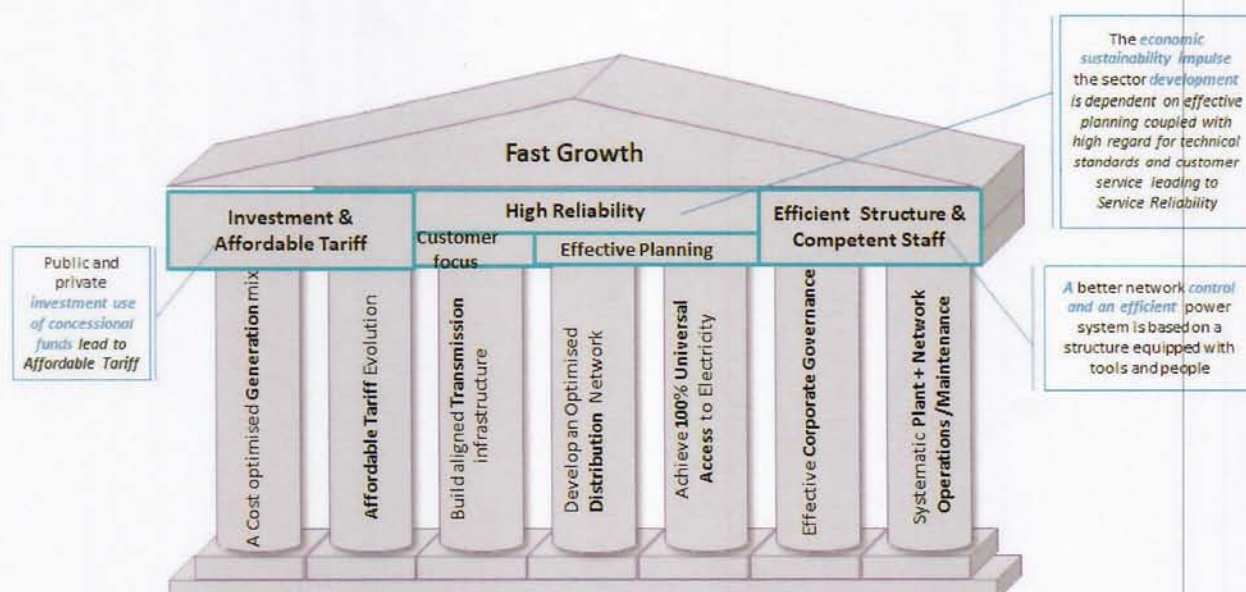 The economic
sustainability impulse
the sector development
is dependent on effective
planning coupled with
high regard for technical
standards and customer
service leading to
Service Reliability
Fast Growth
Investment &
Affordable Tariff
High Reliability
Customer
focus
Effective Planning
Efficient Structure &
Competent Staff
Public and
private
investment use
of concessional
funds lead to
Affordable Tariff
A better network control
and an efficient power
system is based on a
structure equipped with
tools and people
A Cost optimised Generation mix
Affordable Tariff Evolution
Build aligned Transmission
infrastructure
Develop an Optimised
Distribution Network
Achieve 100% Universal
Access to Electricity
Effective Corporate Governance
Systematic Plant + Network
Operations /Maintenance